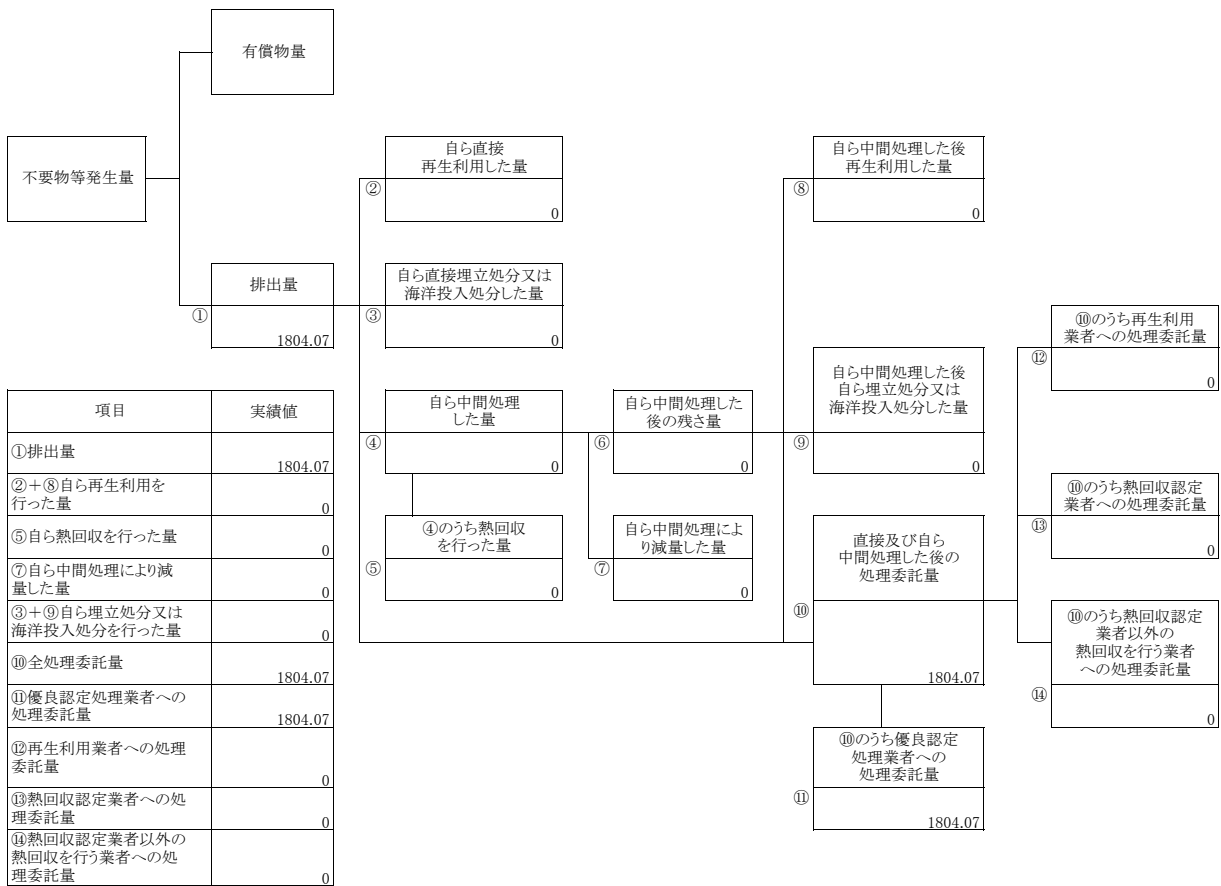 有償物量
不要物等発生量
排出量
①
1804.07
自ら直接
再生利用した量
②
0
自ら直接埋立処分又は
海洋投入処分した量
③
0
自ら中間処理
した量
④
0
④のうち熱回収
を行った量
⑤
0
自ら中間処理した
後の残さ量
⑥
0
自ら中間処理によ
り減量した量
⑦
0
自ら中間処理した後
再生利用した量
⑧
0
自ら中間処理した後
自ら埋立処分又は
海洋投入処分した量
⑨
0
直接及び自ら
中間処理した後の
処理委託量
⑩
1804.07
⑩のうち優良認定
処理業者への
処理委託量
⑪
1804.07
⑩のうち再生利用
業者への処理委託量
⑫
0
⑩のうち熱回収認定
業者への処理委託量
⑬
0
⑩のうち熱回収認定
業者以外の
熱回収を行う業者
への処理委託量
⑭
0
項目 実績値
①排出量
1804.07
②＋⑧自ら再生利用を
行った量
0
⑤自ら熱回収を行った量
0
⑦自ら中間処理により減
量した量
0
③＋⑨自ら埋立処分又は
海洋投入処分を行った量
0
⑩全処理委託量
1804.07
⑪優良認定処理業者への
処理委託量
1804.07
⑫再生利用業者への処理
委託量
0
⑬熱回収認定業者への処
理委託量
0
⑭熱回収認定業者以外の
熱回収を行う業者への処
理委託量
0